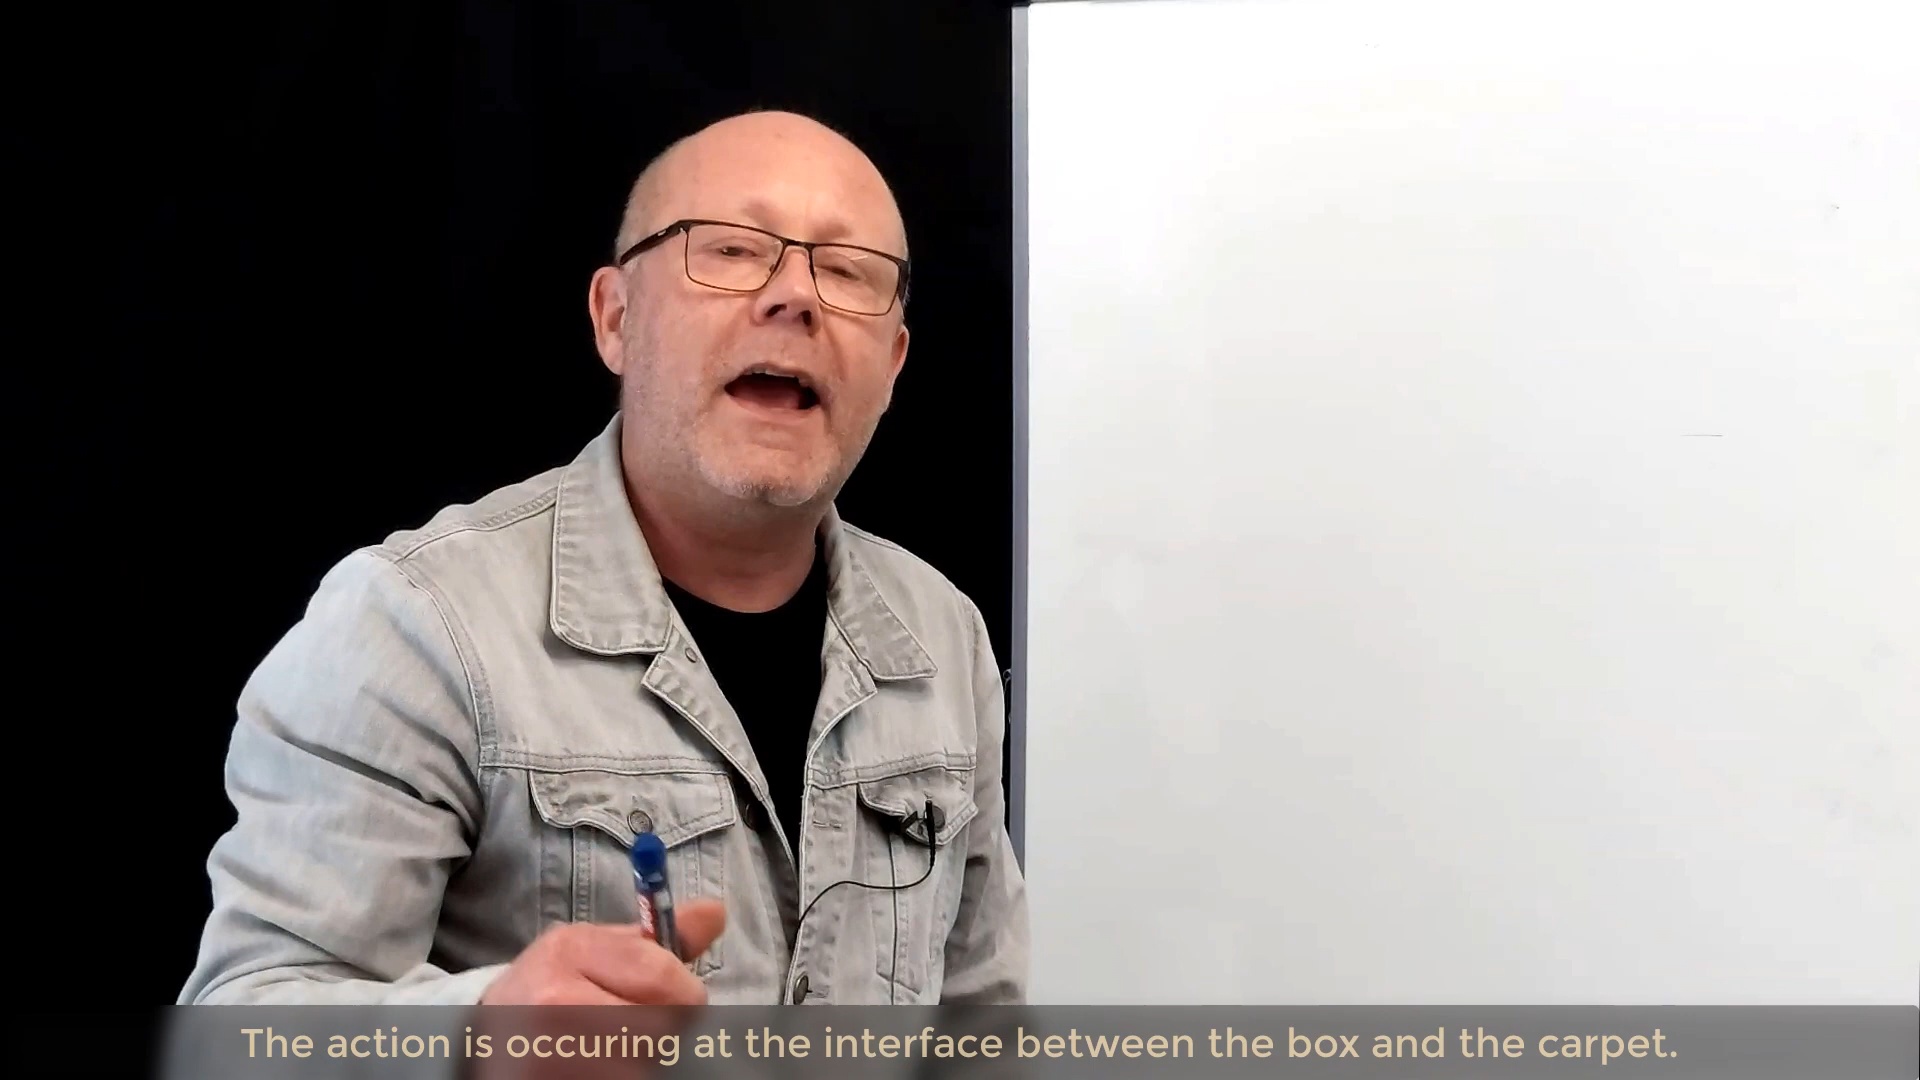 The action is occuring at the interface between the box and the carpet.